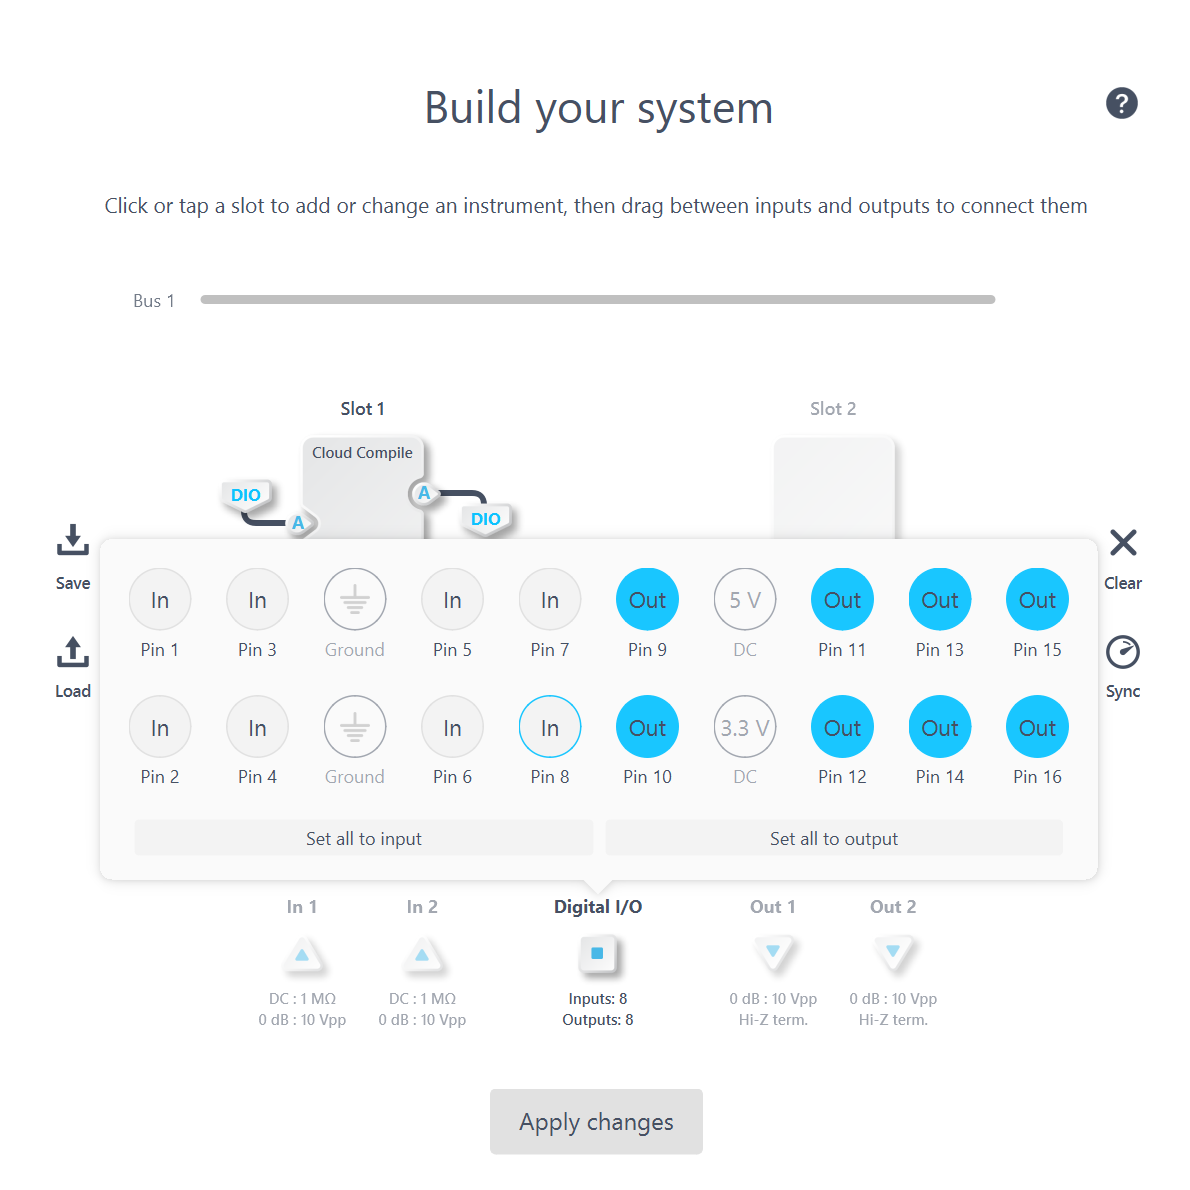 Build your system
?
Click or tap a slot to add or change an instrument, then drag between inputs and outputs to connect them
Bus 1
Slot 1
Slot 2
Cloud Compile
DIO
A
A
DIO
Save
Clear
Load
Sync
In In In In Out 5 V Out Out Out
Pin 1 Pin 3 Ground Pin 5 Pin 7 Pin 9 DC Pin 11 Pin 13 Pin 15
In In In In Out 3.3 V Out Out Out
Pin 2 Pin 4 Ground Pin 6 Pin 8 Pin 10 DC Pin 12 Pin 14 Pin 16
Set all to input
Set all to output
In 1 In 2 Digital I/O Out 1 Out 2
DC : 1 MΩ DC : 1 MΩ Inputs: 8 0 dB : 10 Vpp 0 dB : 10 Vpp
0 dB : 10 Vpp 0 dB : 10 Vpp Outputs: 8 Hi-Z term. Hi-Z term.
Apply changes